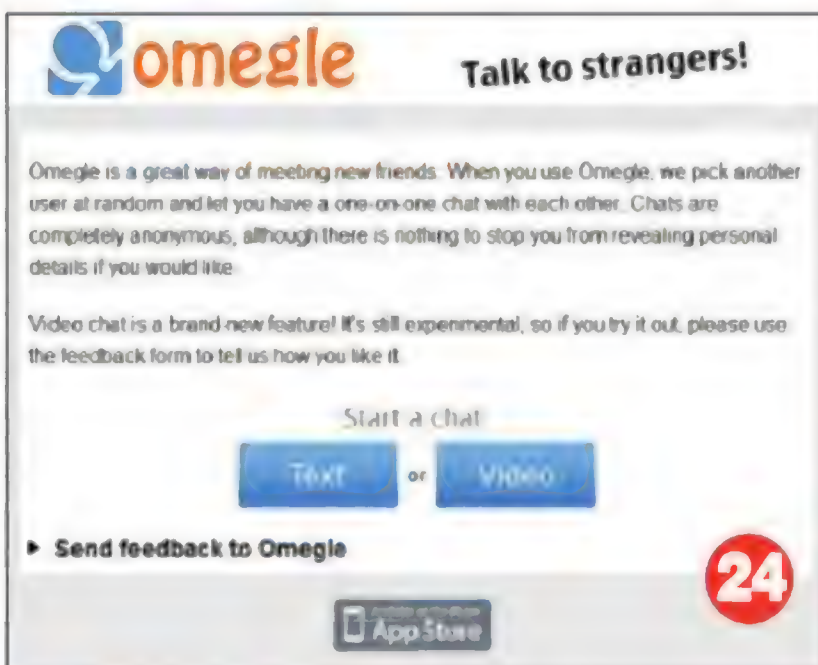 omegle
Talk to strangers!
Omegle is a great way of meeting new friends. When you use Omegle, we pick another
user at random and let you have a one-on-one chat with each other. Chats are
completely anonymous, although there is nothing to stop you from revealing personal
details if you would like.
Video chat is a brand-new feature! It's still experimental, so if you try it out, please use
the feedback form to tell us how you like it.
Start a chat
Text or Video
Send feedback to Omegle
24
App Store